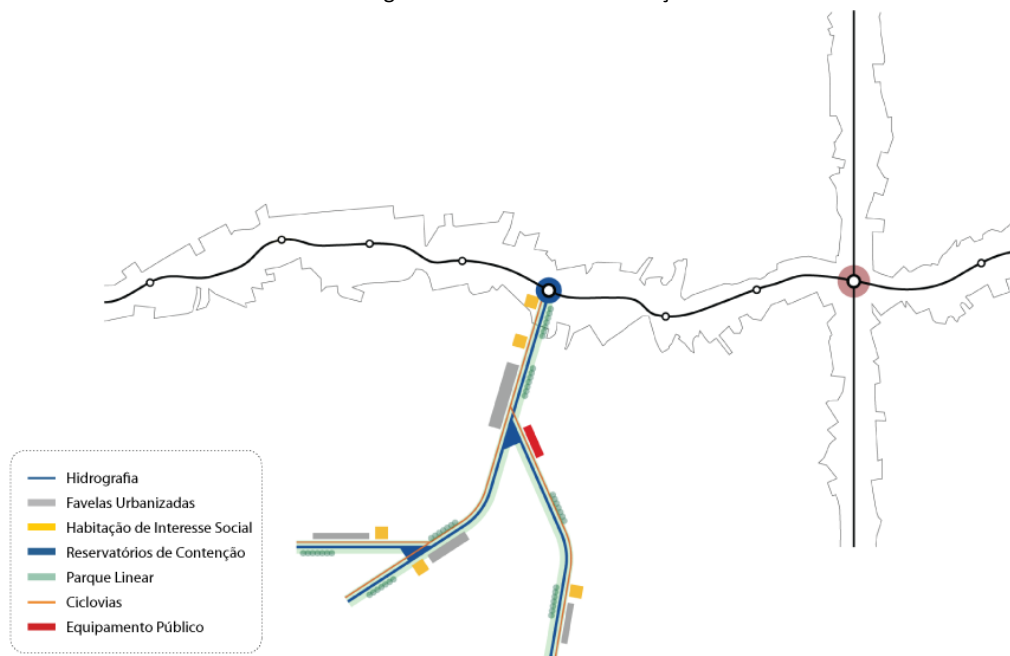 Hidrografia
Favelas Urbanizadas
Habitação de Interesse Social
Reservatórios de Contenção
Parque Linear
Ciclovias
Equipamento Público